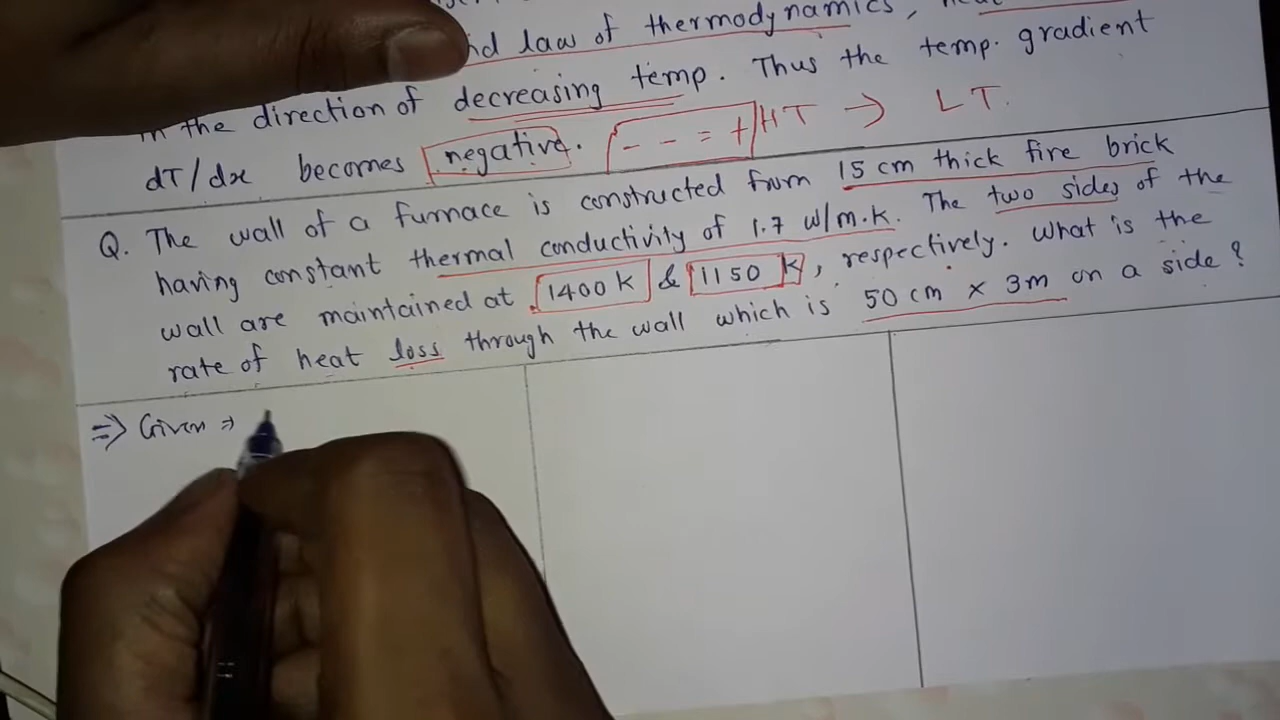 law of thermodynamics,
in the direction of decreasing temp. Thus the temp. gradient
dT/dx becomes negative. - - = + HT → LT.
Q. The wall of a furnace is constructed from 15 cm thick fire brick
having constant thermal conductivity of 1.7 w/m.k. The two sides of the
wall are maintained at 1400 k & 1150 k, respectively. What is the
rate of heat loss through the wall which is 50 cm x 3m on a side?
⇒ Given ⇒